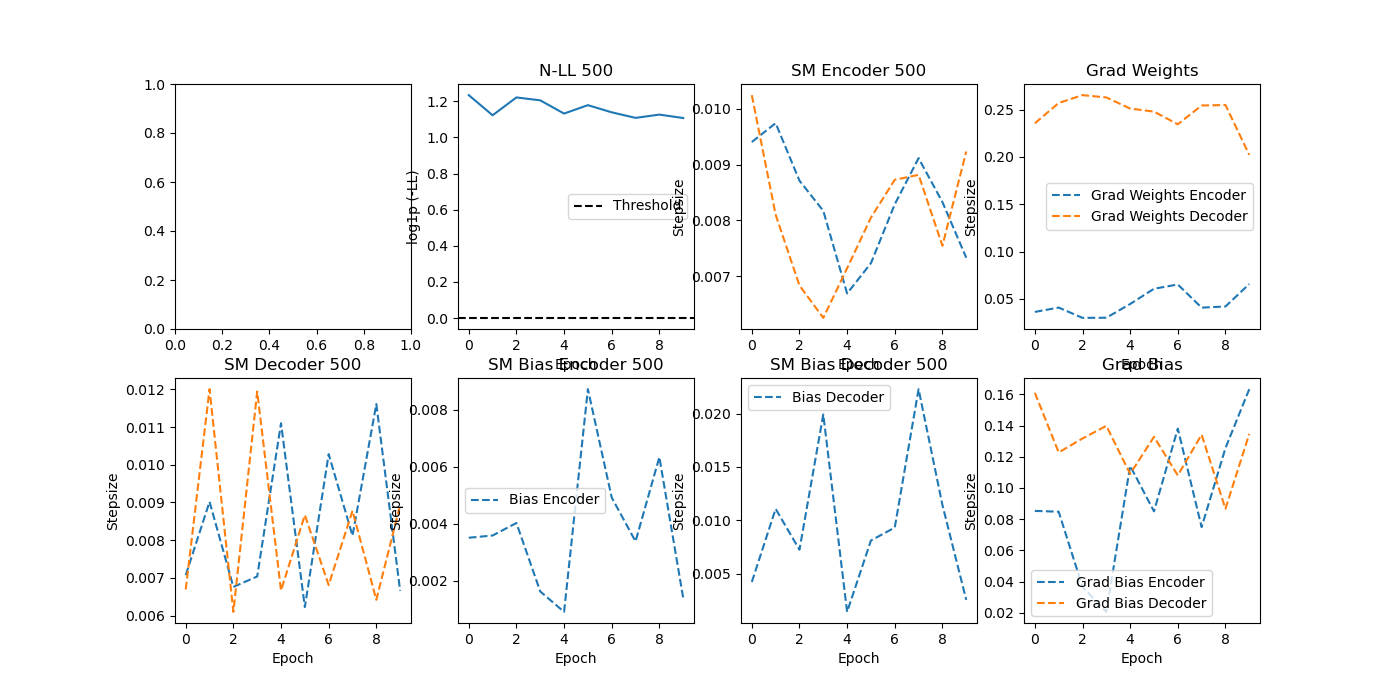 N-LL 500
SM Encoder 500
Grad Weights
1.0
0.8
0.6
0.4
0.2
0.0
0.0 0.2 0.4 0.6 0.8 1.0
log1p (-LL)
1.2
1.0
0.8
0.6
0.4
0.2
0.0
Threshold
0 2 4 6 8
Epoch
Stepsize
0.010
0.009
0.008
0.007
0 2 4 6 8
Epoch
Stepsize
0.25
0.20
0.15
0.10
0.05
Grad Weights Encoder
Grad Weights Decoder
0 2 4 6 8
Epoch
SM Decoder 500
SM Bias Encoder 500
SM Bias Decoder 500
Grad Bias
Stepsize
0.012
0.011
0.010
0.009
0.008
0.007
0.006
0 2 4 6 8
Epoch
Stepsize
0.008
0.006
0.004
0.002
Bias Encoder
0 2 4 6 8
Epoch
Stepsize
0.020
0.015
0.010
0.005
Bias Decoder
0 2 4 6 8
Epoch
Stepsize
0.16
0.14
0.12
0.10
0.08
0.06
0.04
0.02
Grad Bias Encoder
Grad Bias Decoder
0 2 4 6 8
Epoch